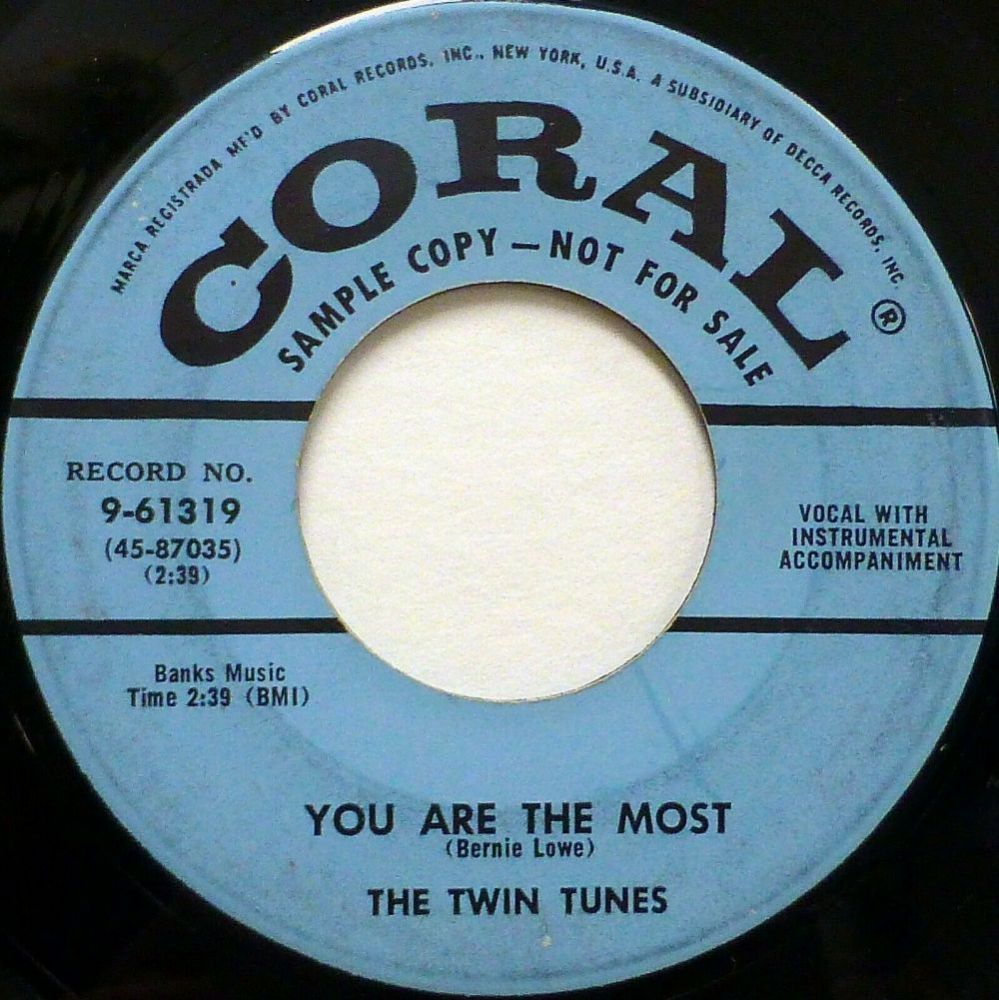 MARCA REGISTRADA MF'D BY CORAL RECORDS, INC., NEW YORK, U.S.A. A SUBSIDIARY OF DECCA RECORDS, INC.
CORAL ®
SAMPLE COPY — NOT FOR SALE
RECORD NO.
9-61319
(45-87035)
(2:39)
VOCAL WITH
INSTRUMENTAL
ACCOMPANIMENT
Banks Music
Time 2:39 (BMI)
YOU ARE THE MOST
(Bernie Lowe)
THE TWIN TUNES